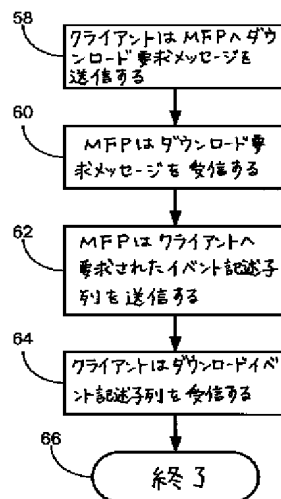 58
クライアントはMFPへダウ
ンロード要求メッセージを
送信する
60
MFPはダウンロード要
求メッセージを受信する
62
MFPはクライアントへ
要求されたイベント記述子
列を送信する
64
クライアントはダウンロードイベ
ント記述子列を受信する
66
終了